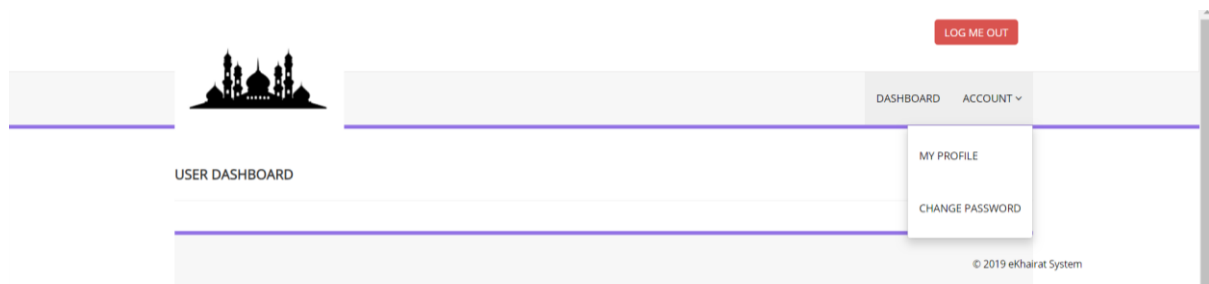 LOG ME OUT
DASHBOARD ACCOUNT
MY PROFILE
USER DASHBOARD
CHANGE PASSWORD
© 2019 eKhairat System